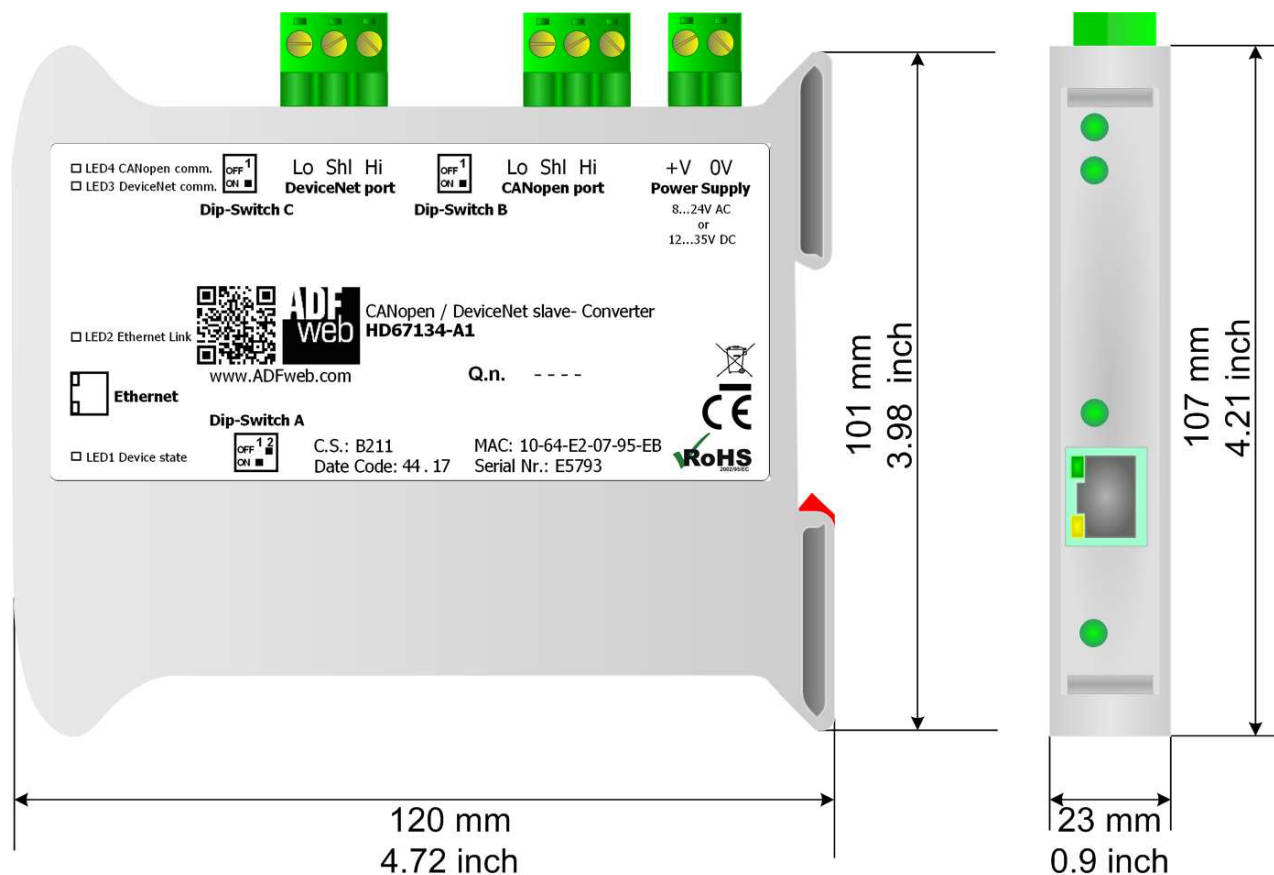 LED4 CANopen comm.
LED3 DeviceNet comm.
OFF 1
ON
Dip-Switch C
Lo Shl Hi
DeviceNet port
OFF 1
ON
Dip-Switch B
Lo Shl Hi
CANopen port
+V 0V
Power Supply
8...24V AC
or
12...35V DC
LED2 Ethernet Link
ADF
web
www.ADFweb.com
CANopen / DeviceNet slave- Converter
HD67134-A1
Q.n. - - - -
Ethernet
Dip-Switch A
OFF 1 2
ON
LED1 Device state
C.S.: B211
Date Code: 44 . 17
MAC: 10-64-E2-07-95-EB
Serial Nr.: E5793
CE
RoHS
2002/95/EC
101 mm
3.98 inch
107 mm
4.21 inch
120 mm
4.72 inch
23 mm
0.9 inch